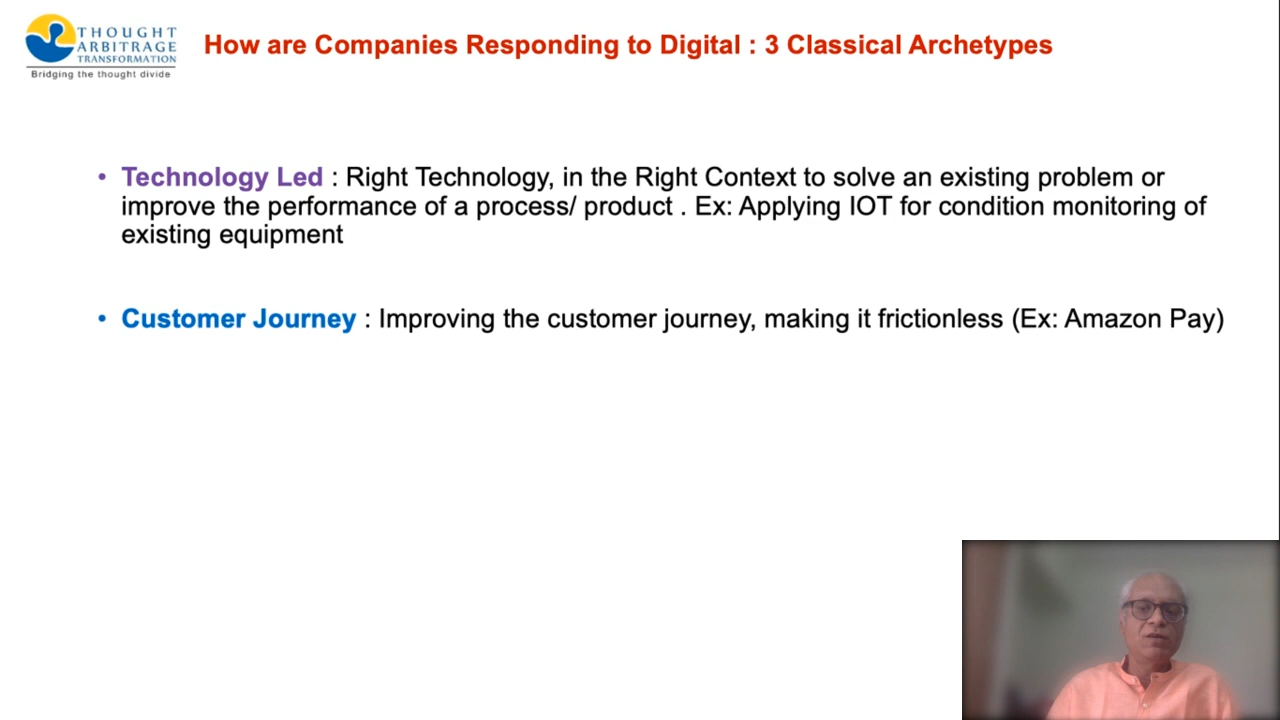 THOUGHT
ARBITRAGE
TRANSFORMATION
Bridging the thought divide
How are Companies Responding to Digital : 3 Classical Archetypes
• Technology Led : Right Technology, in the Right Context to solve an existing problem or
improve the performance of a process/ product . Ex: Applying IOT for condition monitoring of
existing equipment
• Customer Journey : Improving the customer journey, making it frictionless (Ex: Amazon Pay)